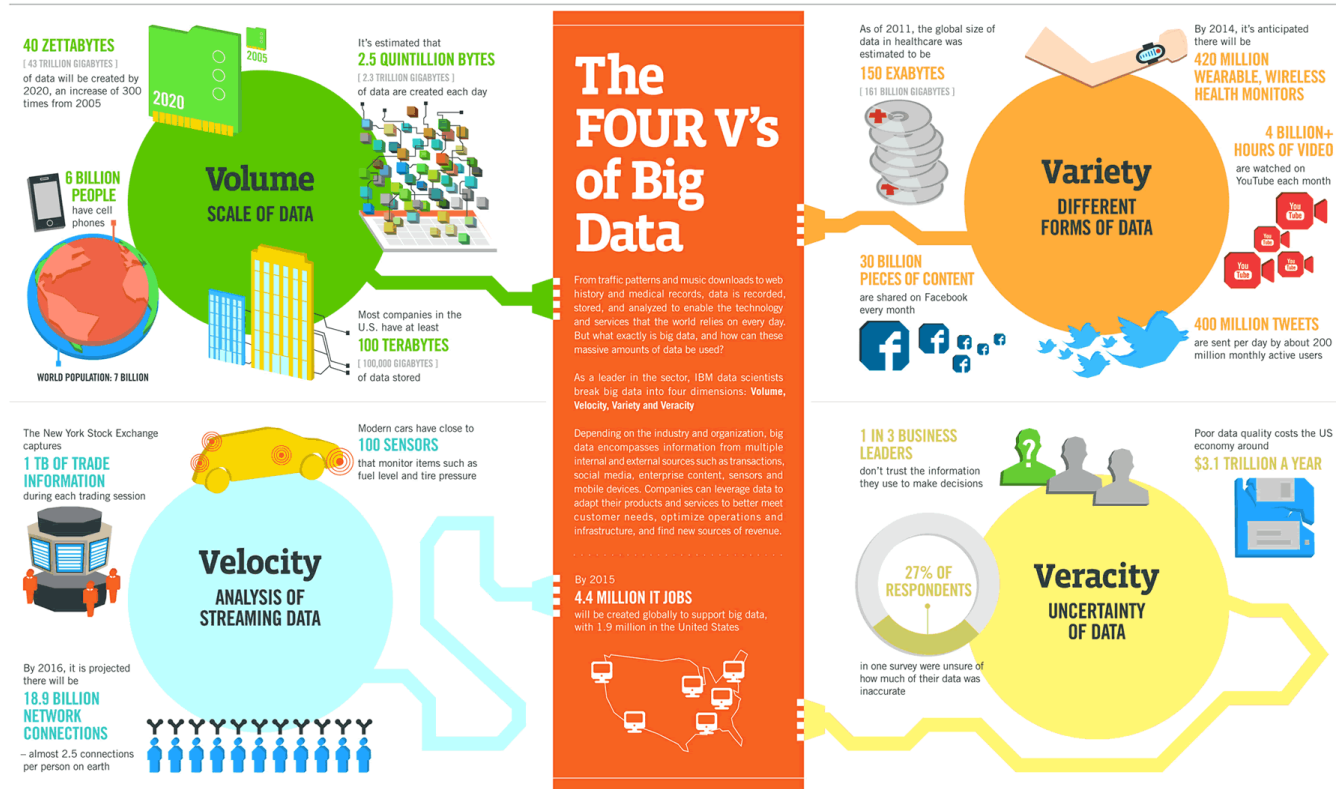 40 ZETTABYTES
[ 43 TRILLION GIGABYTES ]
of data will be created by
2020, an increase of 300
times from 2005
2020
2005
It's estimated that
2.5 QUINTILLION BYTES
[ 2.3 TRILLION GIGABYTES ]
of data are created each day
6 BILLION
PEOPLE
have cell
phones
WORLD POPULATION: 7 BILLION
Volume
SCALE OF DATA
Most companies in the
U.S. have at least
100 TERABYTES
[ 100,000 GIGABYTES ]
of data stored
The New York Stock Exchange
captures
1 TB OF TRADE
INFORMATION
during each trading session
Modern cars have close to
100 SENSORS
that monitor items such as
fuel level and tire pressure
Velocity
ANALYSIS OF
STREAMING DATA
By 2016, it is projected
there will be
18.9 BILLION
NETWORK
CONNECTIONS
– almost 2.5 connections
per person on earth
The
FOUR V's
of Big
Data
From traffic patterns and music downloads to web
history and medical records, data is recorded,
stored, and analyzed to enable the technology
and services that the world relies on every day.
But what exactly is big data, and how can these
massive amounts of data be used?
As a leader in the sector, IBM data scientists
break big data into four dimensions: Volume,
Velocity, Variety and Veracity
Depending on the industry and organization, big
data encompasses information from multiple
internal and external sources such as transactions,
social media, enterprise content, sensors and
mobile devices. Companies can leverage data to
adapt their products and services to better meet
customer needs, optimize operations and
infrastructure, and find new sources of revenue.
By 2015
4.4 MILLION IT JOBS
will be created globally to support big data,
with 1.9 million in the United States
As of 2011, the global size of
data in healthcare was
estimated to be
150 EXABYTES
[ 161 BILLION GIGABYTES ]
By 2014, it's anticipated
there will be
420 MILLION
WEARABLE, WIRELESS
HEALTH MONITORS
4 BILLION+
HOURS OF VIDEO
are watched on
YouTube each month
You
Tube
You
Tube
You
Tube
You
Tube
Variety
DIFFERENT
FORMS OF DATA
30 BILLION
PIECES OF CONTENT
are shared on Facebook
every month
f
f
f
f
f
f
400 MILLION TWEETS
are sent per day by about 200
million monthly active users
1 IN 3 BUSINESS
LEADERS
don't trust the information
they use to make decisions
?
Poor data quality costs the US
economy around
$3.1 TRILLION A YEAR
27% OF
RESPONDENTS
in one survey were unsure of
how much of their data was
inaccurate
Veracity
UNCERTAINTY
OF DATA